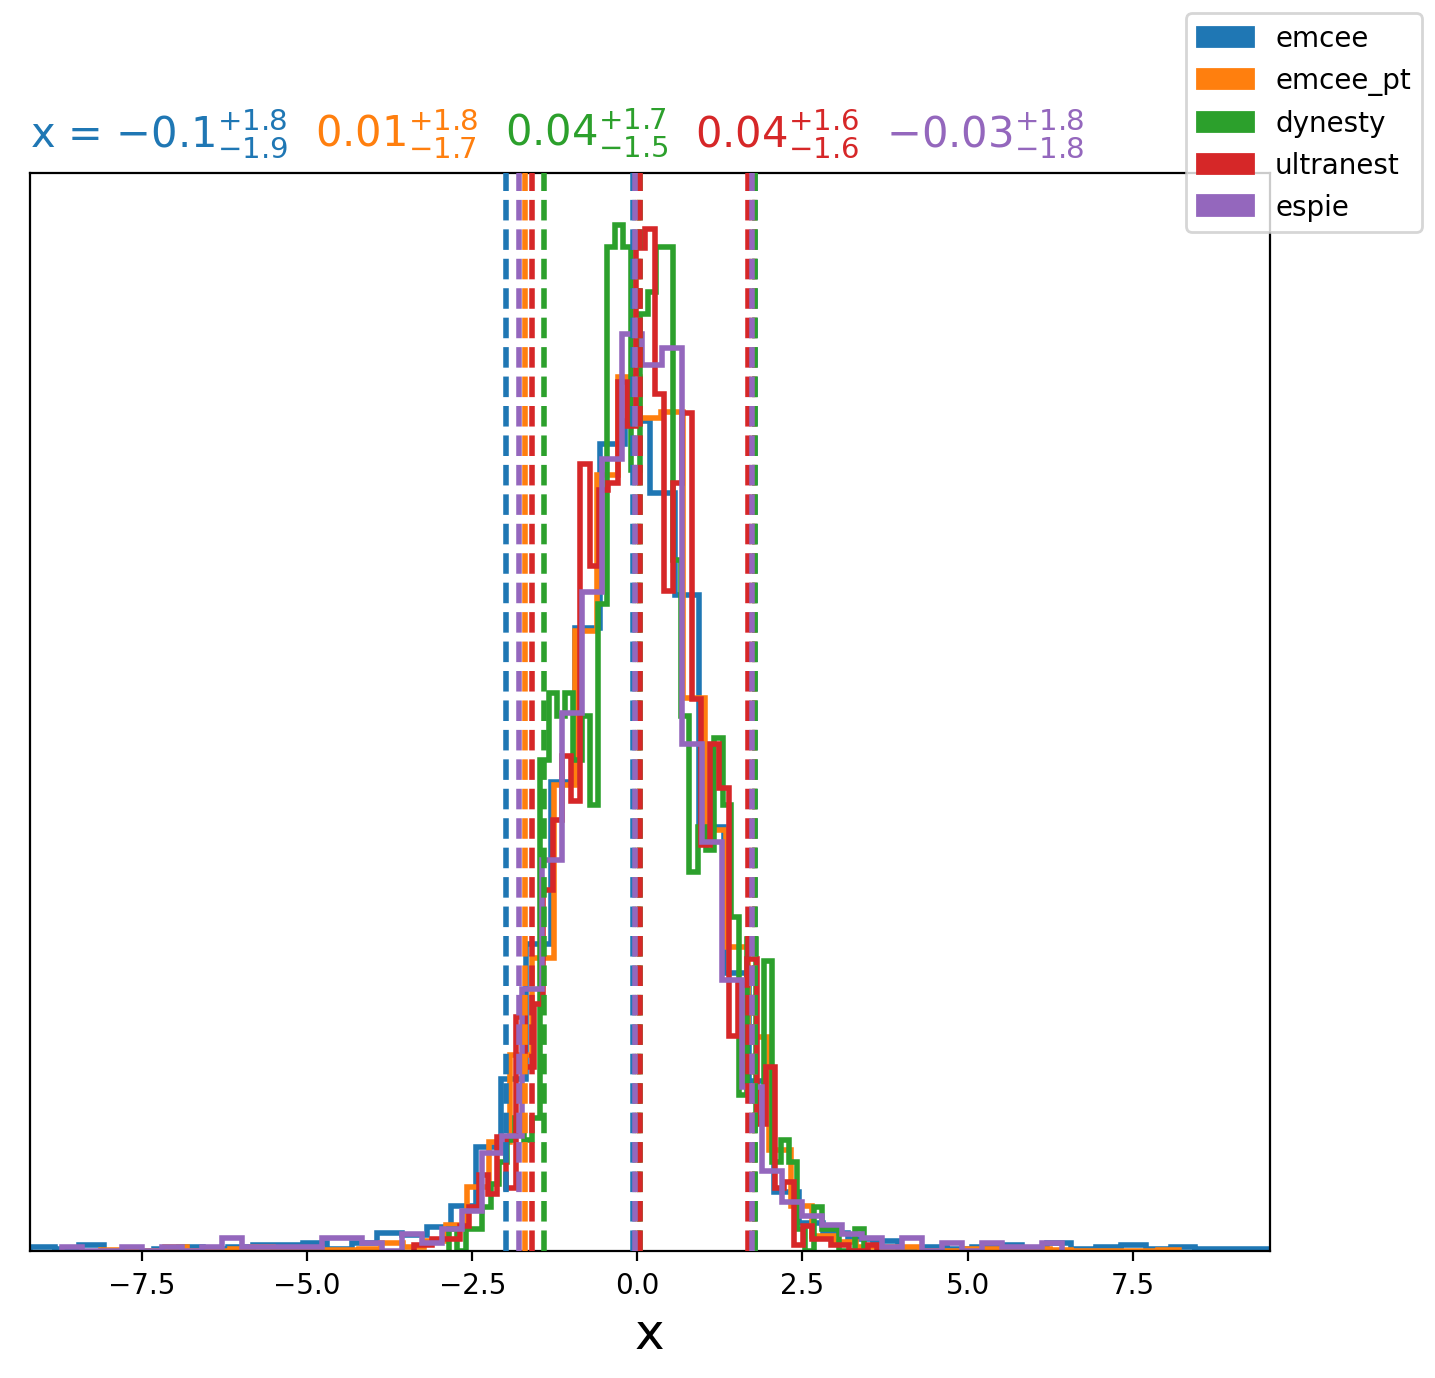 emcee
emcee_pt
dynesty
ultranest
espie
x = −0.1 +1.8 −1.9 0.01 +1.8 −1.7 0.04 +1.7 −1.5 0.04 +1.6 −1.6 −0.03 +1.8 −1.8
−7.5 −5.0 −2.5 0.0 2.5 5.0 7.5
x